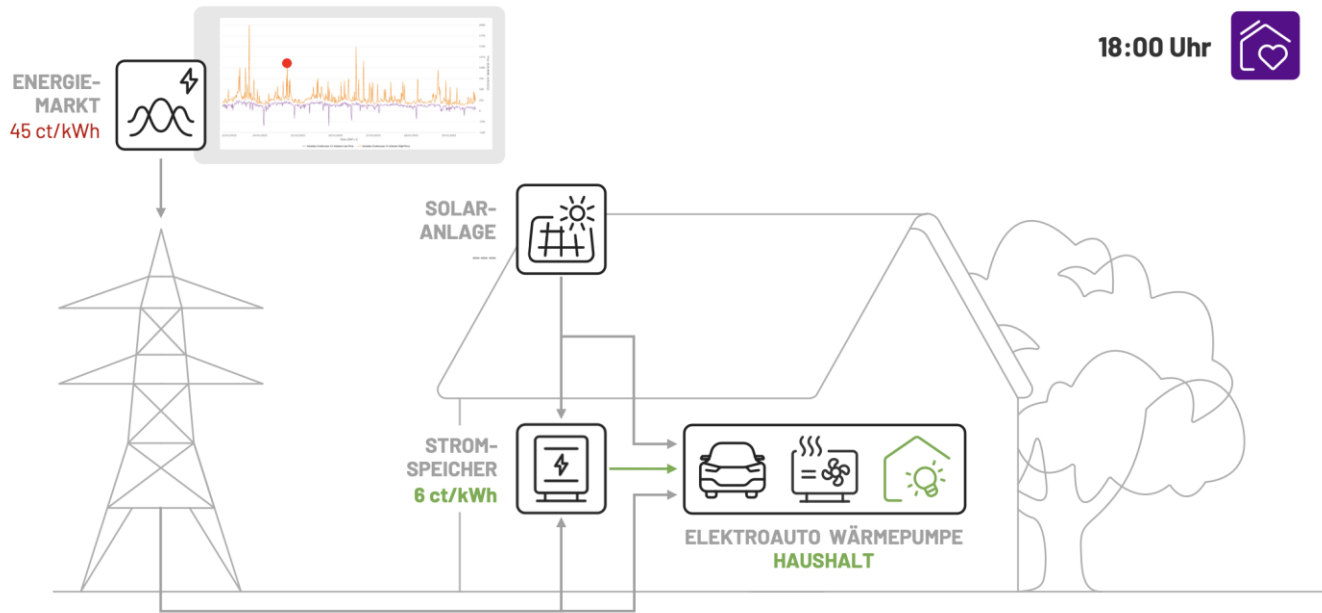 18:00 Uhr
ENERGIE-
MARKT
45 ct/kWh
SOLAR-
ANLAGE
---
STROM-
SPEICHER
6 ct/kWh
ELEKTROAUTO WÄRMEPUMPE
HAUSHALT